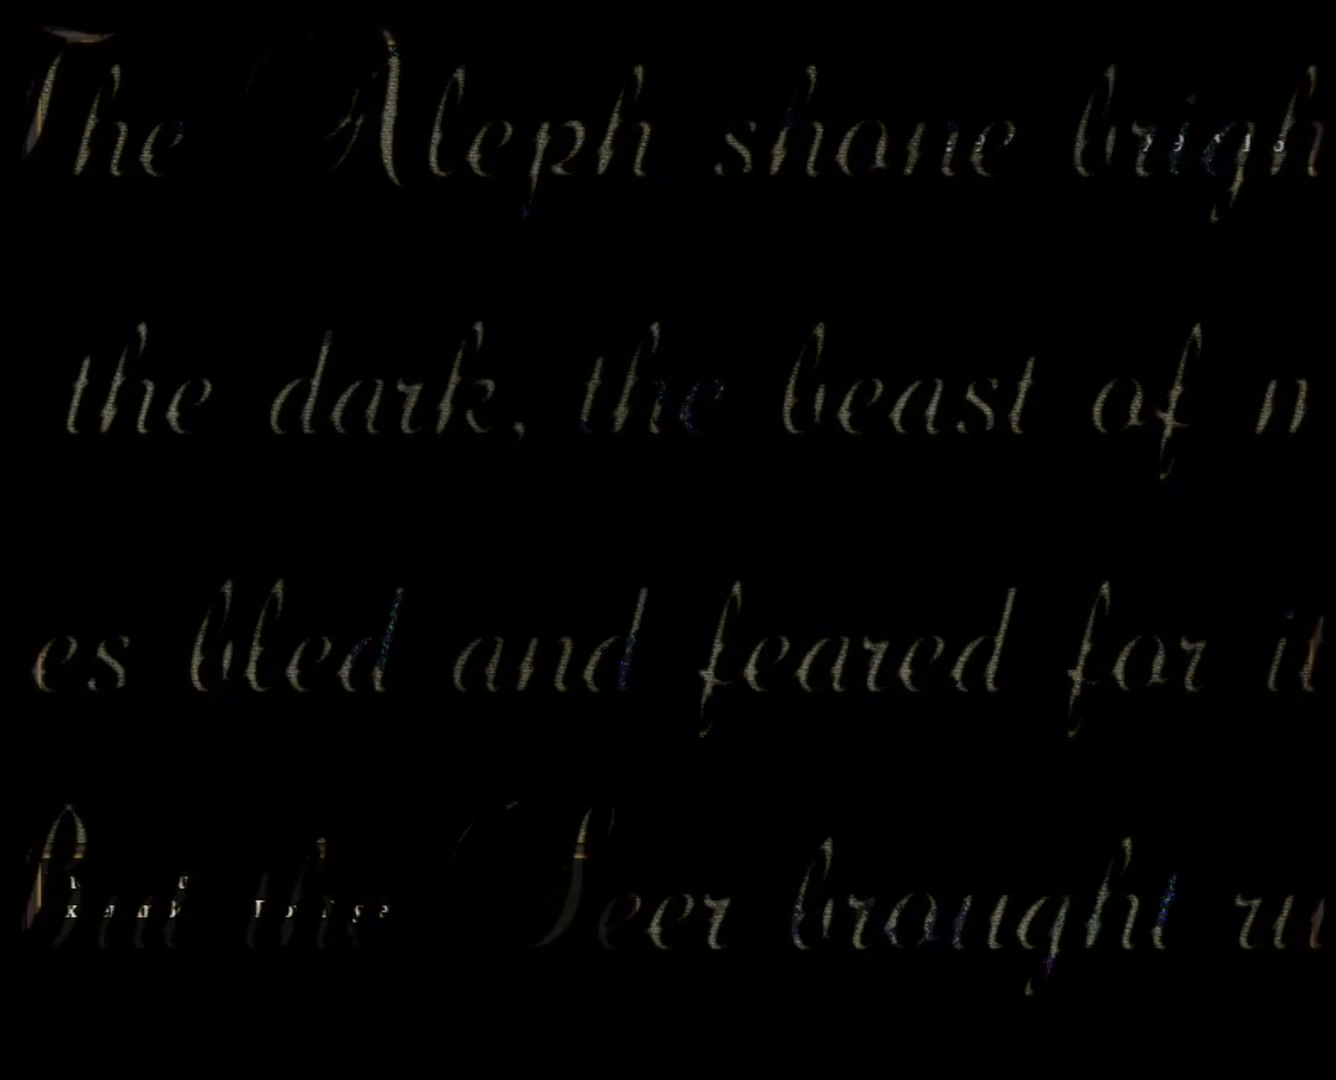 The Aleph shone brigh
the dark, the beast of n
es bled and feared for it
But the Seer brought ru